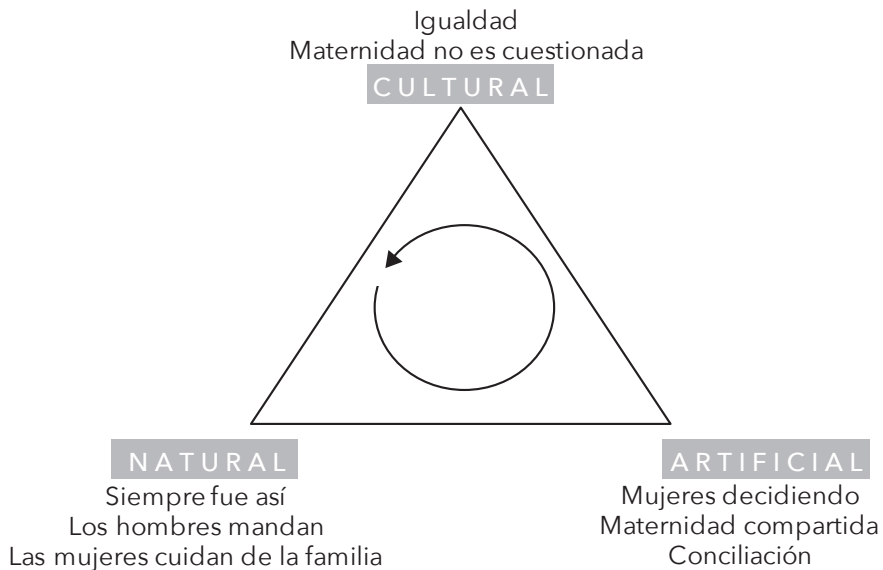 Igualdad
Maternidad no es cuestionada
CULTURAL
NATURAL
Siempre fue así
Los hombres mandan
Las mujeres cuidan de la familia
ARTIFICIAL
Mujeres decidiendo
Maternidad compartida
Conciliación